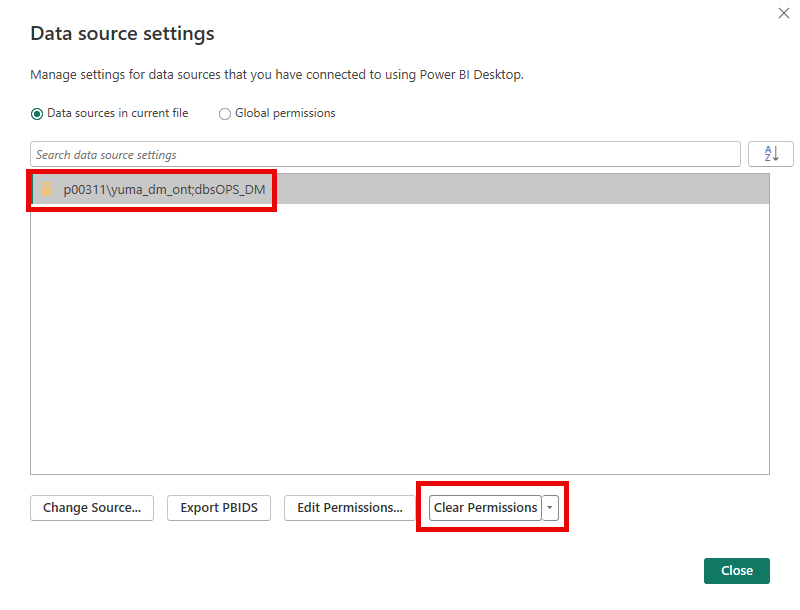 Data source settings
Manage settings for data sources that you have connected to using Power BI Desktop.
Data sources in current file Global permissions
Search data source settings AZ
p00311\yuma_dm_ont;dbsOPS_DM
Change Source... Export PBIDS Edit Permissions... Clear Permissions
Close